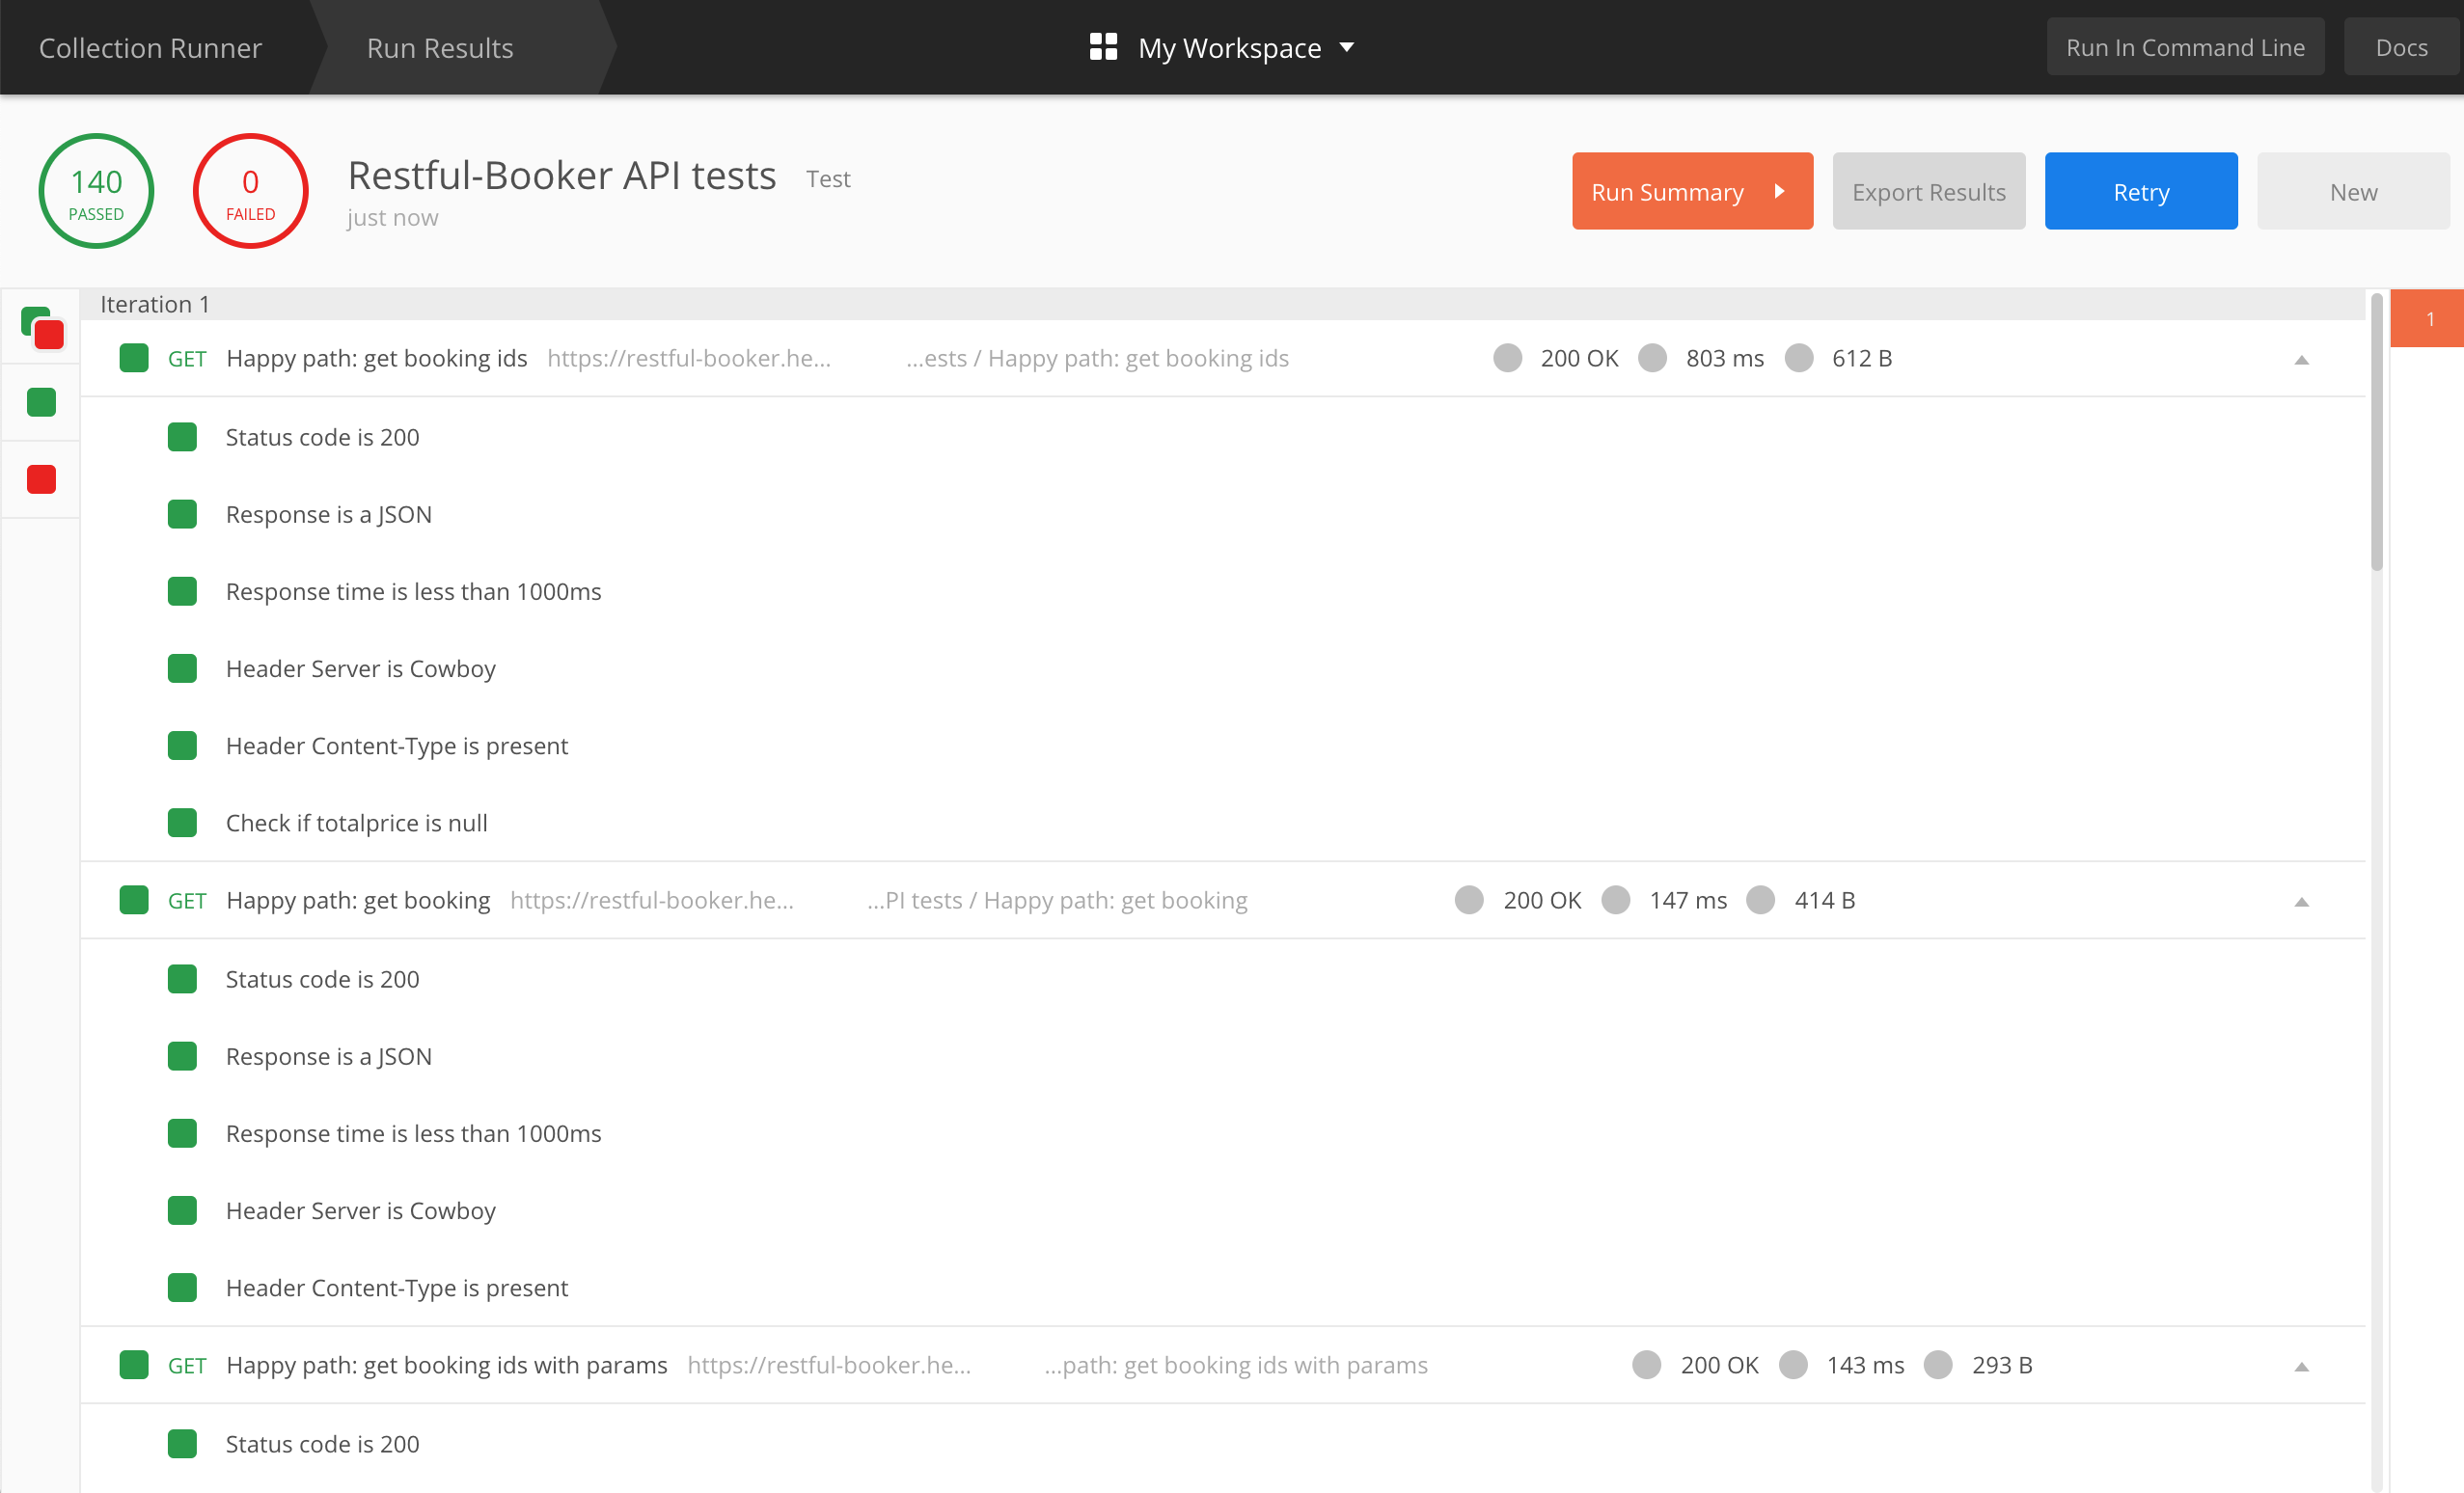 Collection Runner Run Results My Workspace Run In Command Line Docs
140 PASSED
0 FAILED
Restful-Booker API tests Test
just now
Run Summary Export Results Retry New
Iteration 1
1
GET Happy path: get booking ids https://restful-booker.he... ...ests / Happy path: get booking ids 200 OK 803 ms 612 B
Status code is 200
Response is a JSON
Response time is less than 1000ms
Header Server is Cowboy
Header Content-Type is present
Check if totalprice is null
GET Happy path: get booking https://restful-booker.he... ...PI tests / Happy path: get booking 200 OK 147 ms 414 B
Status code is 200
Response is a JSON
Response time is less than 1000ms
Header Server is Cowboy
Header Content-Type is present
GET Happy path: get booking ids with params https://restful-booker.he... ...path: get booking ids with params 200 OK 143 ms 293 B
Status code is 200